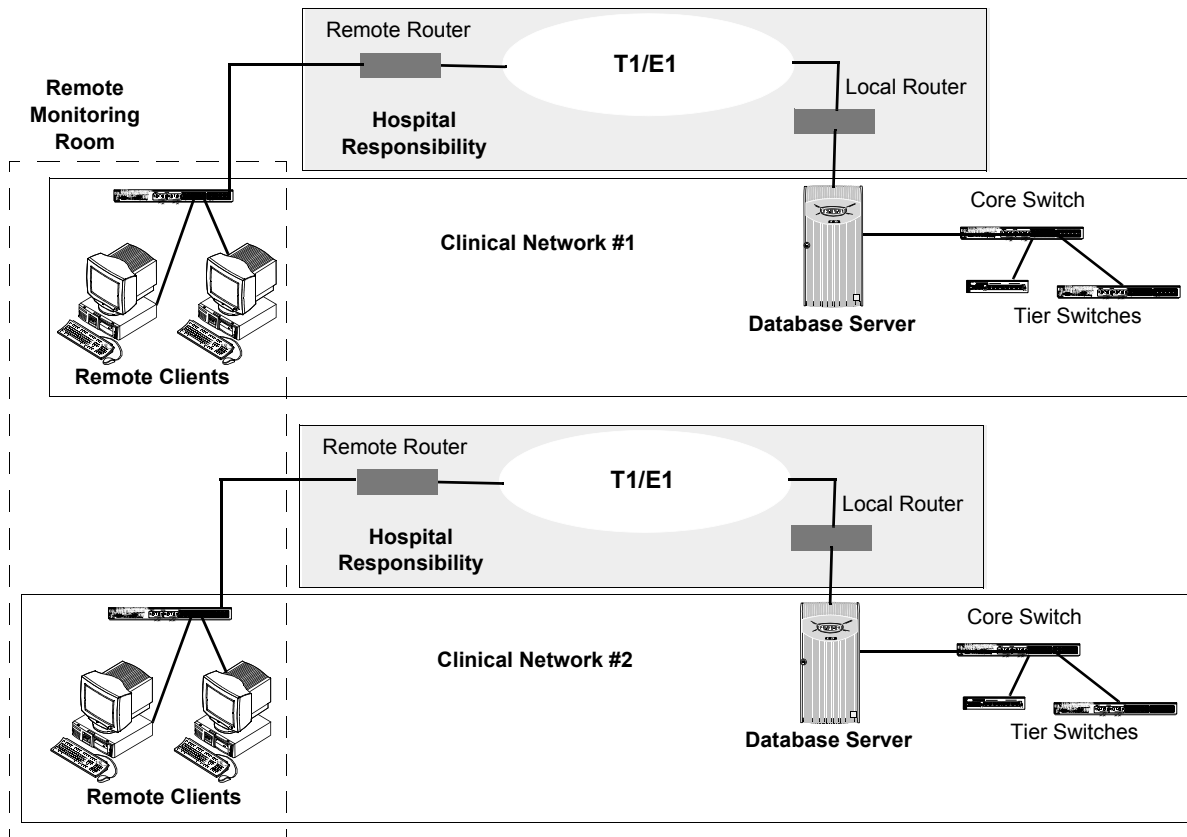 Remote Router
T1/E1
Remote
Monitoring
Room
Local Router
Hospital
Responsibility
Core Switch
Clinical Network #1
Tier Switches
Database Server
Remote Clients
Remote Router
T1/E1
Local Router
Hospital
Responsibility
Core Switch
Clinical Network #2
Tier Switches
Database Server
Remote Clients